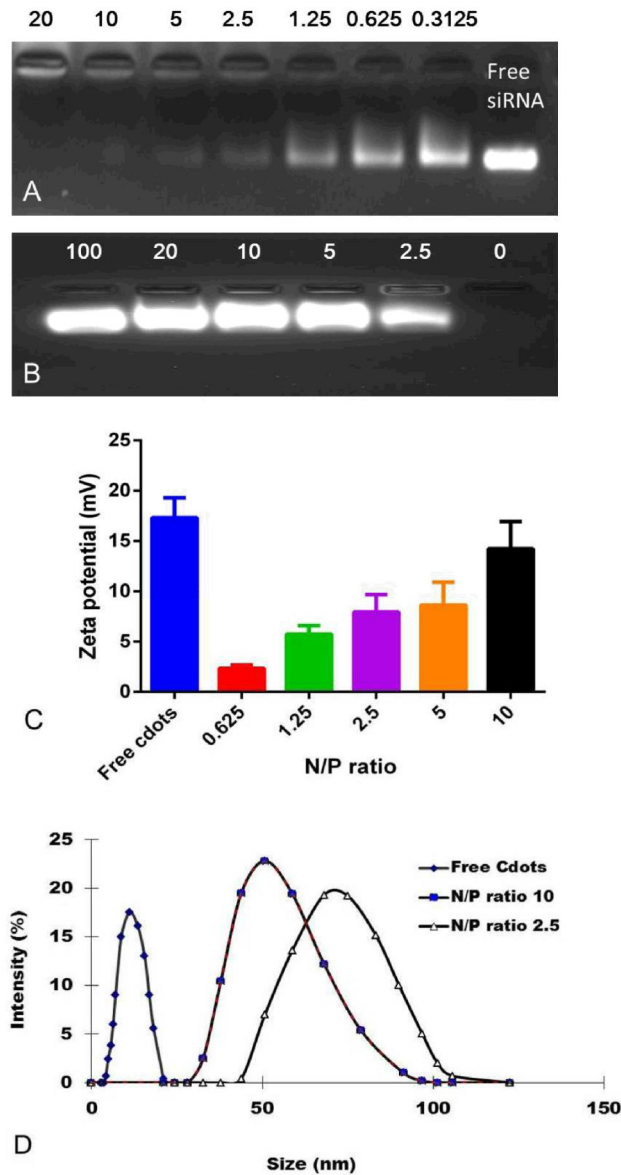 20 10 5 2.5 1.25 0.625 0.3125
Free
siRNA
A
100 20 10 5 2.5 0
B
25
20
15
10
5
0
Zeta potential (mV)
Free cdots 0.625 1.25 2.5 5 10
N/P ratio
C
25
20
15
10
5
0
Intensity (%)
Free Cdots
N/P ratio 10
N/P ratio 2.5
0 50 100 150
Size (nm)
D